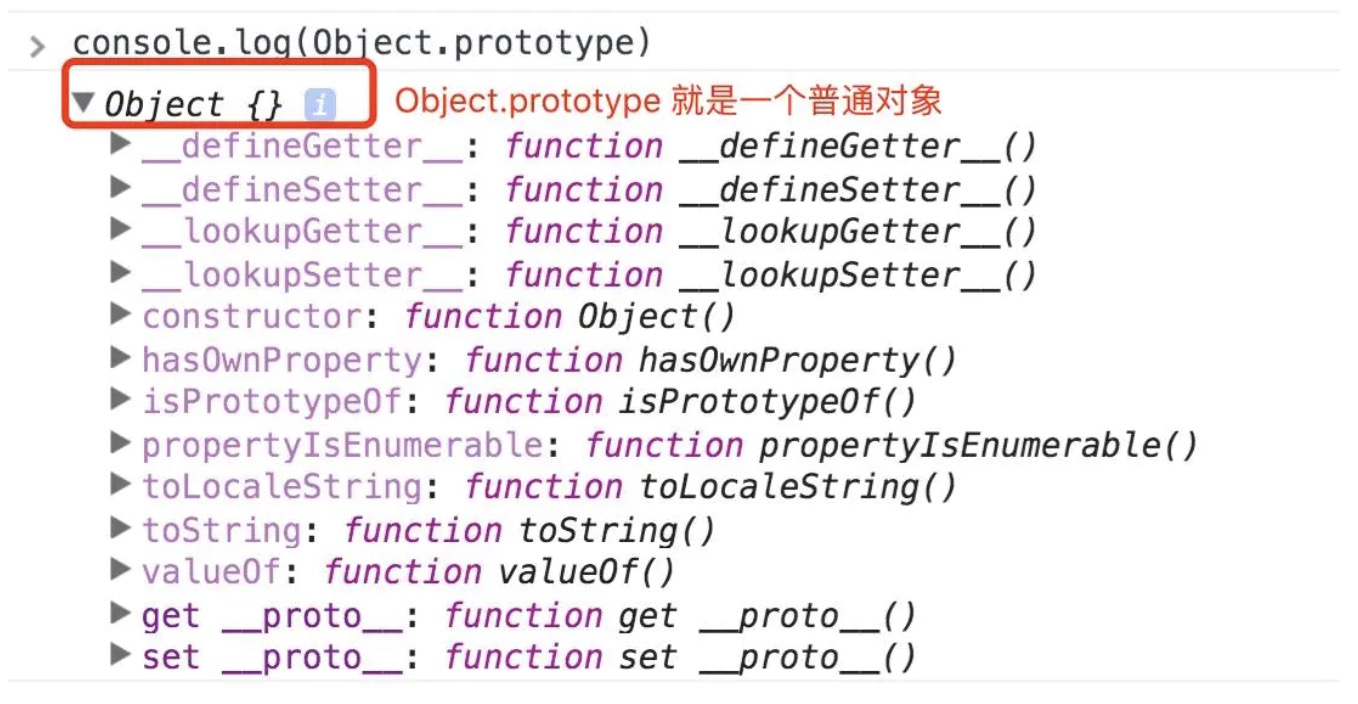 > console.log(Object.prototype)
▼ Object {} i Object.prototype 就是一个普通对象
▶ __defineGetter__: function __defineGetter__()
▶ __defineSetter__: function __defineSetter__()
▶ __lookupGetter__: function __lookupGetter__()
▶ __lookupSetter__: function __lookupSetter__()
▶ constructor: function Object()
▶ hasOwnProperty: function hasOwnProperty()
▶ isPrototypeOf: function isPrototypeOf()
▶ propertyIsEnumerable: function propertyIsEnumerable()
▶ toLocaleString: function toLocaleString()
▶ toString: function toString()
▶ valueOf: function valueOf()
▶ get __proto__: function get __proto__()
▶ set __proto__: function set __proto__()